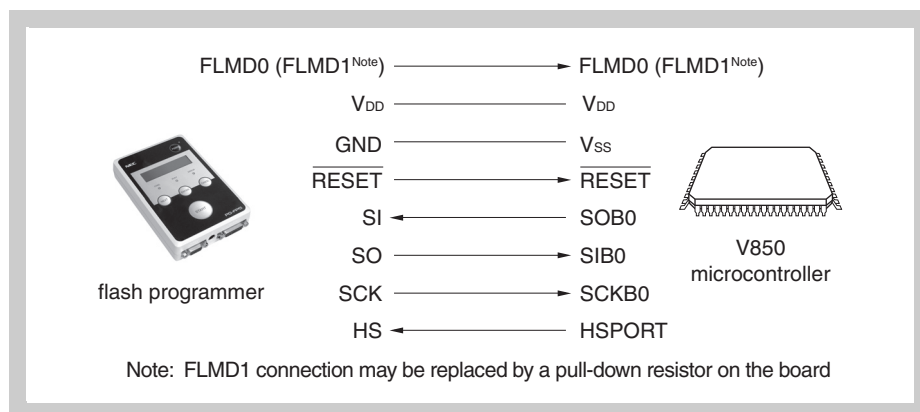 FLMD0 (FLMD1Note) FLMD0 (FLMD1Note)
VDD VDD
GND VSS
RESET RESET
SI SOB0
SO SIB0
SCK SCKB0
HS HSPORT
flash programmer
V850
microcontroller
NEC
Note: FLMD1 connection may be replaced by a pull-down resistor on the board